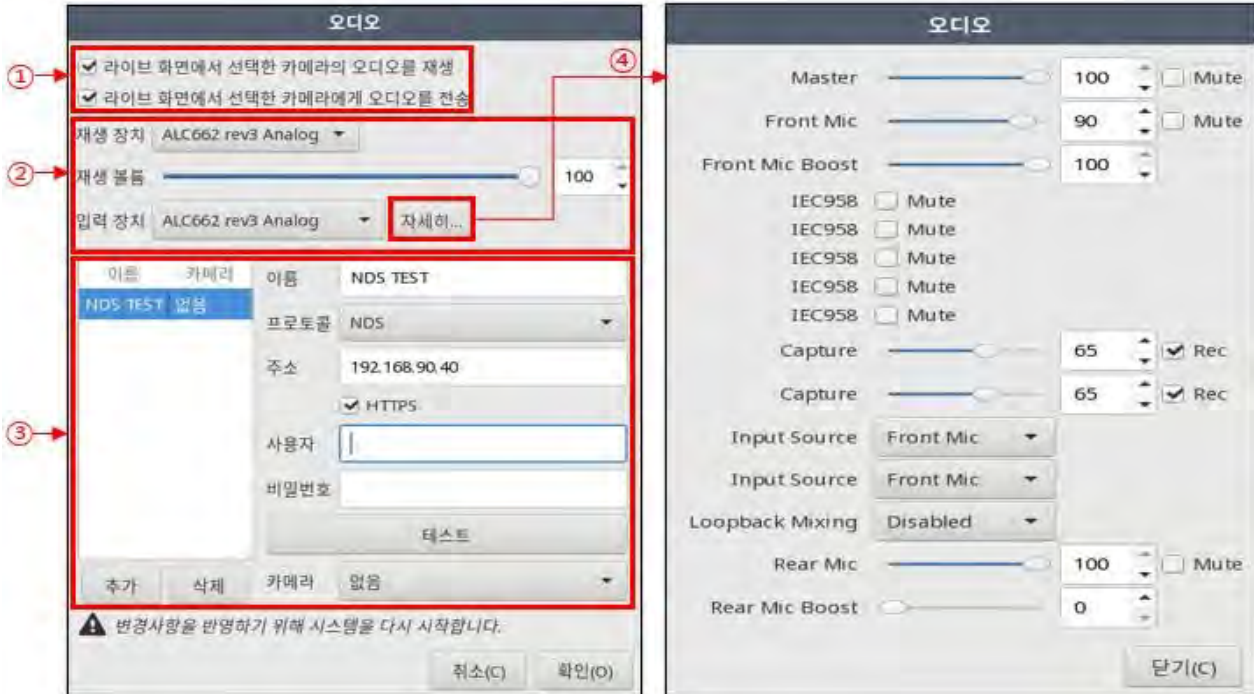 오디오
① ✔ 라이브 화면에서 선택한 카메라의 오디오를 재생
✔ 라이브 화면에서 선택한 카메라에게 오디오를 전송
② 재생 장치 ALC662 rev3 Analog
재생 볼륨 100
입력 장치 ALC662 rev3 Analog 자세히...
③ 이름 카메라
NDS TEST 없음
이름 NDS TEST
프로토콜 NDS
주소 192.168.90.40
✔ HTTPS
사용자
비밀번호
테스트
추가 삭제 카메라 없음
변경사항을 반영하기 위해 시스템을 다시 시작합니다.
취소(C) 확인(O)
④
오디오
Master 100 Mute
Front Mic 90 Mute
Front Mic Boost 100
IEC958 Mute
IEC958 Mute
IEC958 Mute
IEC958 Mute
IEC958 Mute
Capture 65 ✔ Rec
Capture 65 ✔ Rec
Input Source Front Mic
Input Source Front Mic
Loopback Mixing Disabled
Rear Mic 100 Mute
Rear Mic Boost 0
닫기(C)